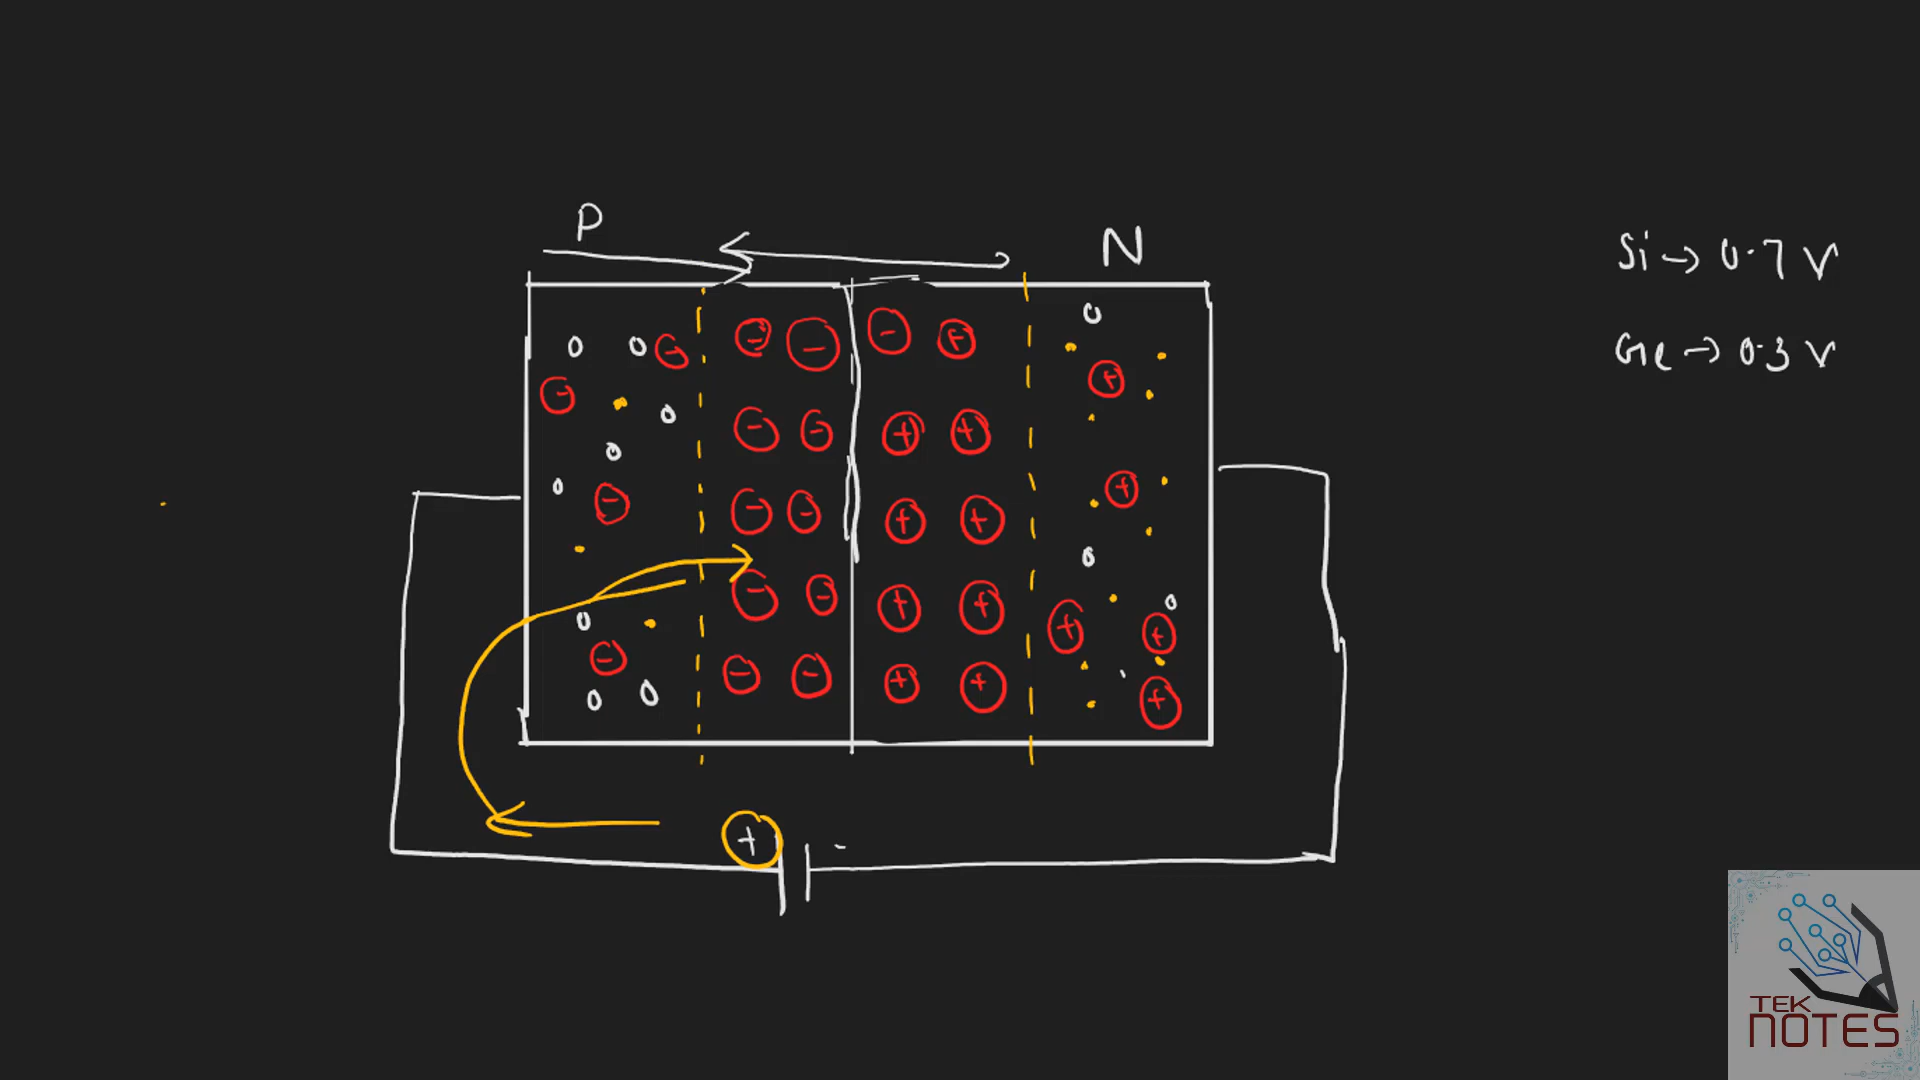 P
N
Si → 0.7 V
Ge → 0.3 V
- - - - +
+
- - - + + +
- - - + + +
- - + + + +
- - - + + +
+ -
TEK
NOTES